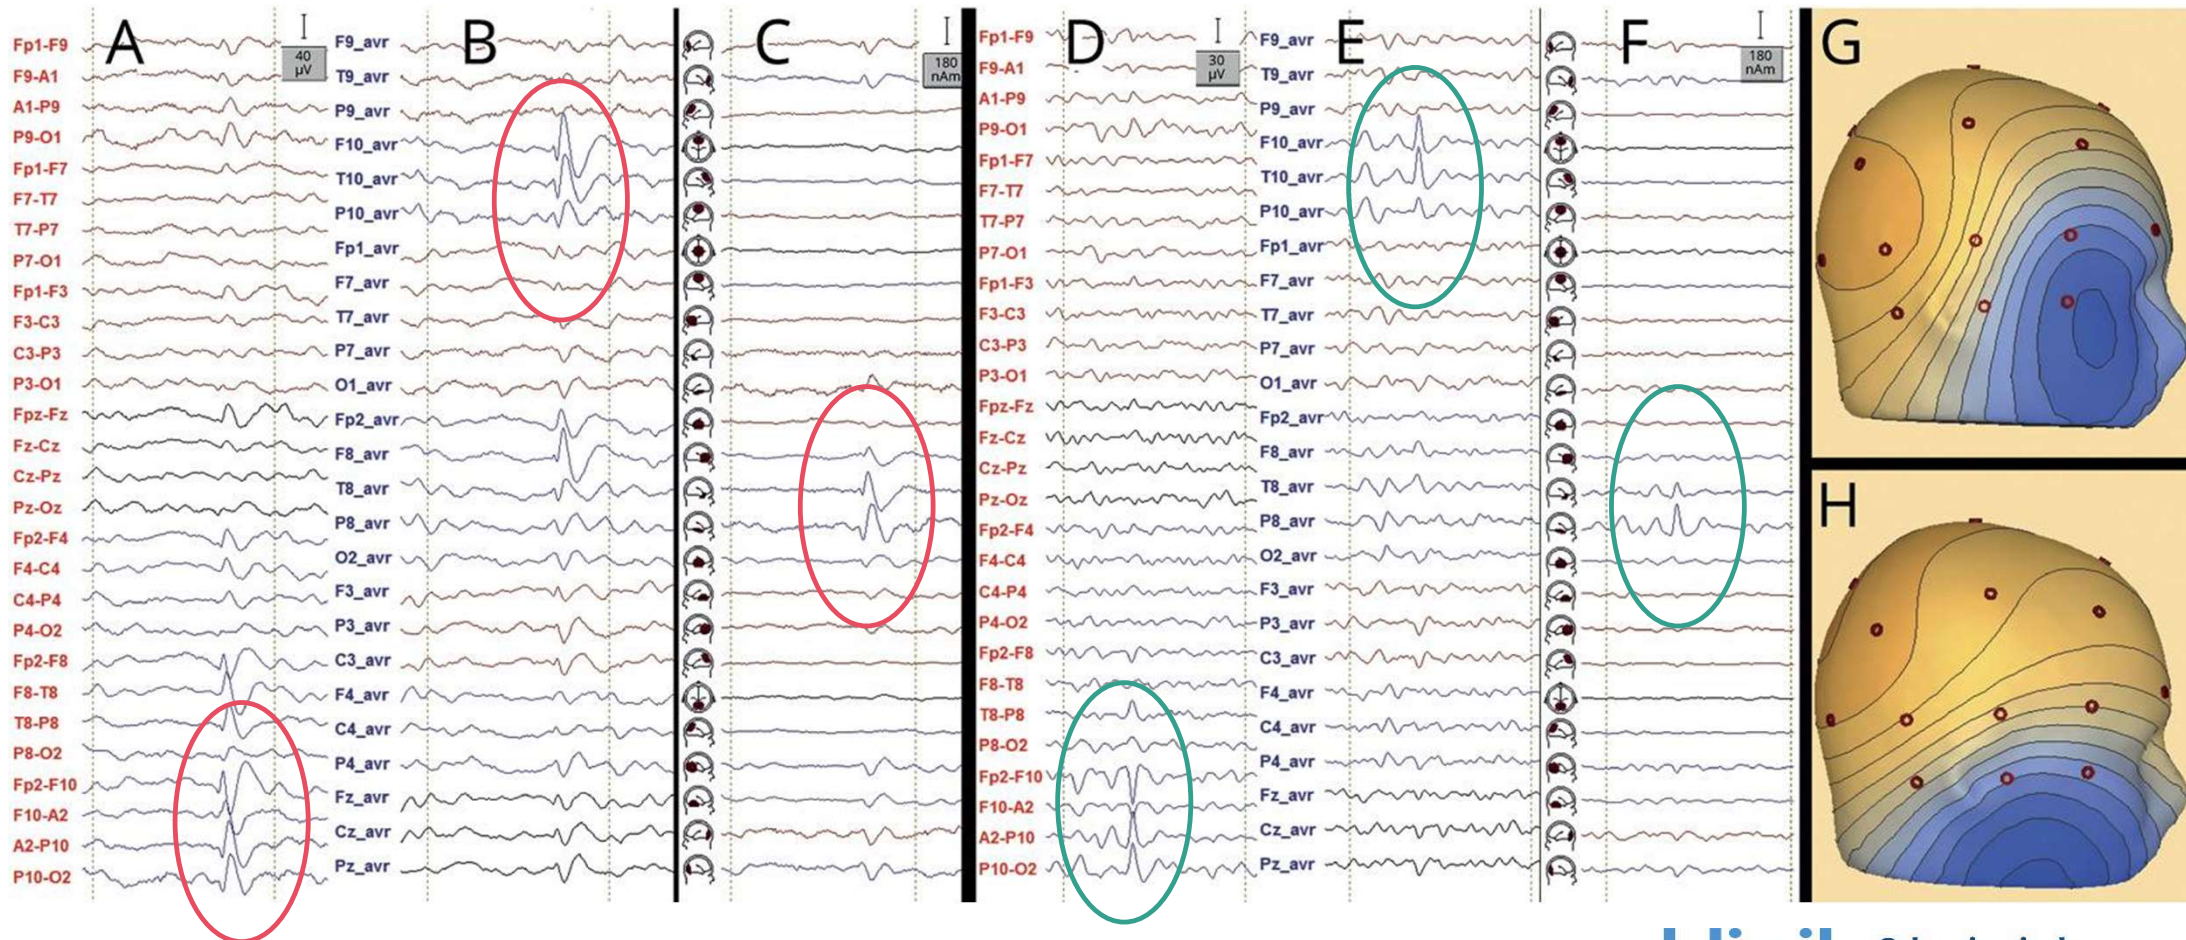 A
40
µV
Fp1-F9
F9-A1
A1-P9
P9-O1
Fp1-F7
F7-T7
T7-P7
P7-O1
Fp1-F3
F3-C3
C3-P3
P3-O1
Fpz-Fz
Fz-Cz
Cz-Pz
Pz-Oz
Fp2-F4
F4-C4
C4-P4
P4-O2
Fp2-F8
F8-T8
T8-P8
P8-O2
Fp2-F10
F10-A2
A2-P10
P10-O2
B
F9_avr
T9_avr
P9_avr
F10_avr
T10_avr
P10_avr
Fp1_avr
F7_avr
T7_avr
P7_avr
O1_avr
Fp2_avr
F8_avr
T8_avr
P8_avr
O2_avr
F3_avr
P3_avr
C3_avr
F4_avr
C4_avr
P4_avr
Fz_avr
Cz_avr
Pz_avr
C
180
nAm
D
30
µV
Fp1-F9
F9-A1
A1-P9
P9-O1
Fp1-F7
F7-T7
T7-P7
P7-O1
Fp1-F3
F3-C3
C3-P3
P3-O1
Fpz-Fz
Fz-Cz
Cz-Pz
Pz-Oz
Fp2-F4
F4-C4
C4-P4
P4-O2
Fp2-F8
F8-T8
T8-P8
P8-O2
Fp2-F10
F10-A2
A2-P10
P10-O2
E
F9_avr
T9_avr
P9_avr
F10_avr
T10_avr
P10_avr
Fp1_avr
F7_avr
T7_avr
P7_avr
O1_avr
Fp2_avr
F8_avr
T8_avr
P8_avr
O2_avr
F3_avr
P3_avr
C3_avr
F4_avr
C4_avr
P4_avr
Fz_avr
Cz_avr
Pz_avr
F
180
nAm
G
H